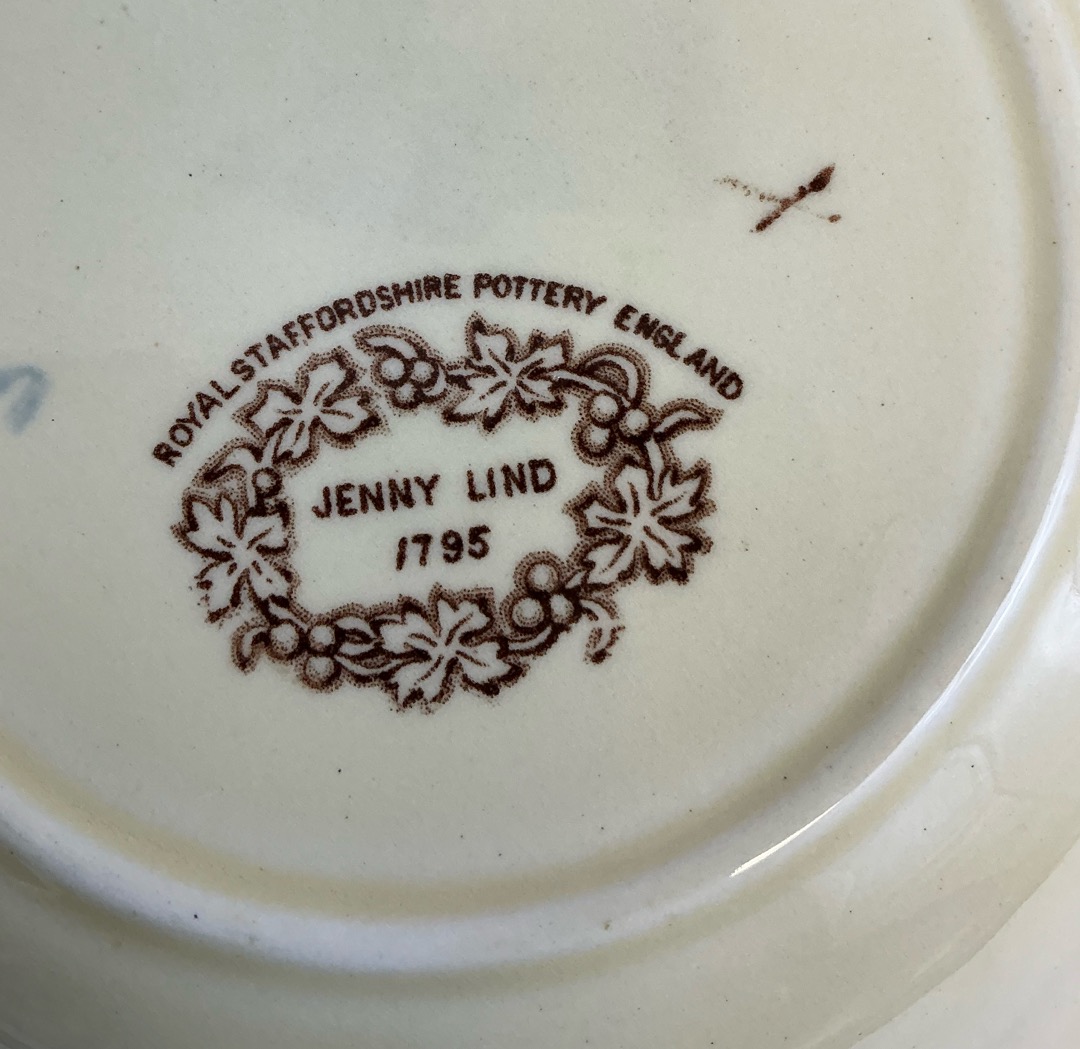 ROYAL STAFFORDSHIRE POTTERY ENGLAND
JENNY LIND
1795